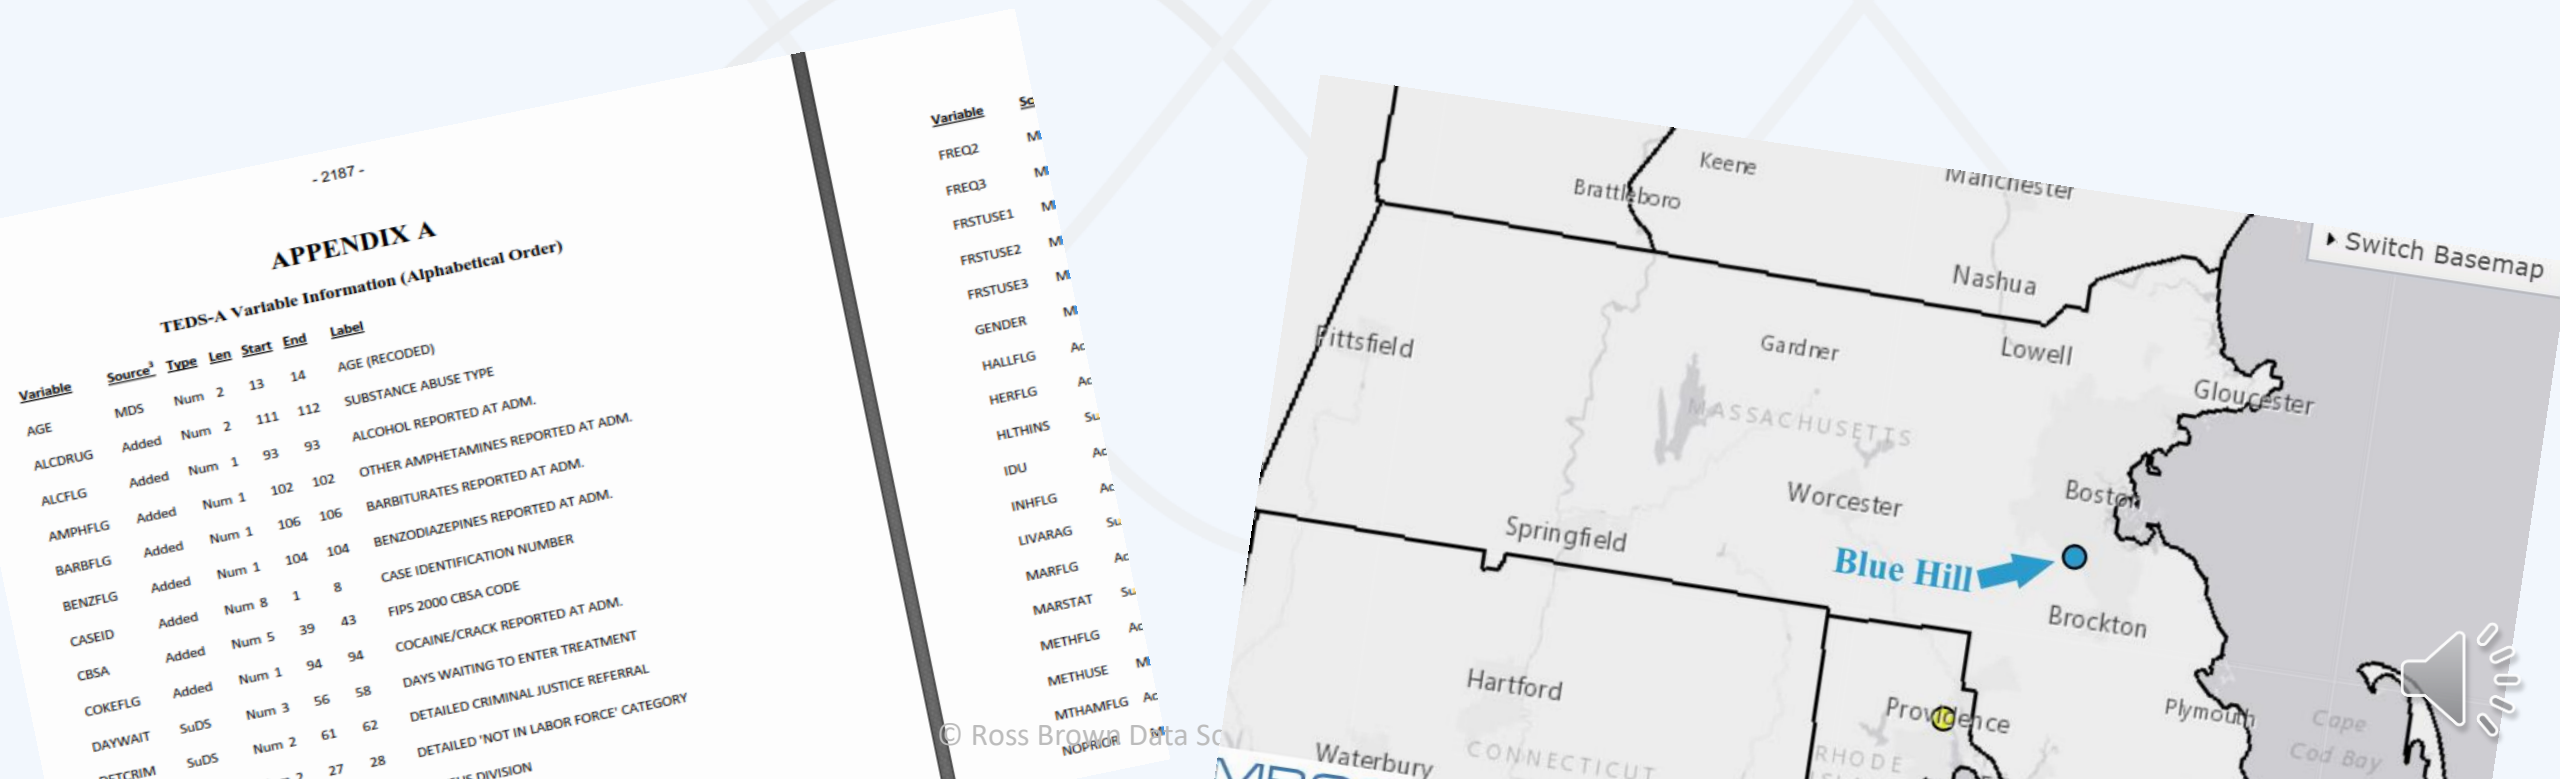 - 2187 -
APPENDIX A
TEDS-A Variable Information (Alphabetical Order)
Variable Source³ Type Len Start End Label
AGE MDS Num 2 13 14 AGE (RECODED)
ALCDRUG Added Num 2 111 112 SUBSTANCE ABUSE TYPE
ALCFLG Added Num 1 93 93 ALCOHOL REPORTED AT ADM.
AMPHFLG Added Num 1 102 102 OTHER AMPHETAMINES REPORTED AT ADM.
BARBFLG Added Num 1 106 106 BARBITURATES REPORTED AT ADM.
BENZFLG Added Num 1 104 104 BENZODIAZEPINES REPORTED AT ADM.
CASEID Added Num 8 1 8 CASE IDENTIFICATION NUMBER
CBSA Added Num 5 39 43 FIPS 2000 CBSA CODE
COKEFLG Added Num 1 94 94 COCAINE/CRACK REPORTED AT ADM.
DAYWAIT SuDS Num 3 56 58 DAYS WAITING TO ENTER TREATMENT
DETCRIM SuDS Num 2 61 62 DETAILED CRIMINAL JUSTICE REFERRAL
2 27 28 DETAILED 'NOT IN LABOR FORCE' CATEGORY
DIVISION
Variable
FREQ2
FREQ3
FRSTUSE1
FRSTUSE2
FRSTUSE3
GENDER
HALLFLG
HERFLG
HLTHINS
IDU
INHFLG
LIVARAG
MARFLG
MARSTAT
METHFLG
METHUSE
MTHAMFLG
NOPRIOR
© Ross Brown Data
Keene
Manchester
Brattleboro
Switch Basemap
Nashua
Pittsfield
Gardner
Lowell
Gloucester
MASSACHUSETTS
Worcester
Boston
Springfield
Blue Hill
Brockton
Hartford
Providence
Plymouth
Cape
Cod Bay
Waterbury
CONNECTICUT
RHODE